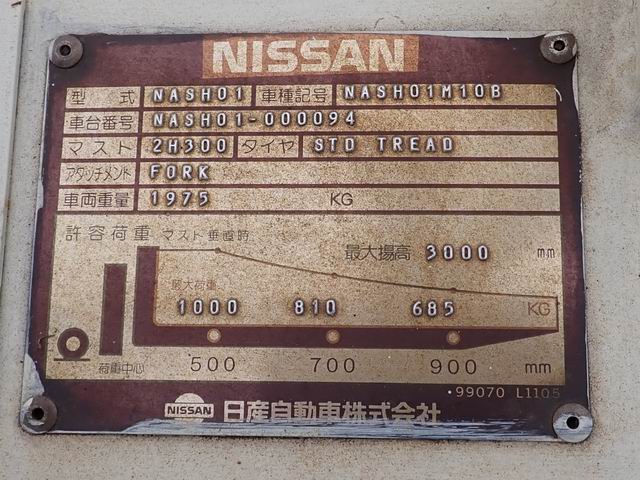 NISSAN
型式 NASH01 車種記号 NASH01M10B
車台番号 NASH01-000094
マスト 2H300 タイヤ STD TREAD
アタッチメント FORK
車両重量 1975 KG
許容荷重 マスト垂直時
最大揚高 3000 mm
最大荷重
1000 810 685 KG
荷重中心 500 700 900 mm
99070 L1105
NISSAN 日産自動車株式会社